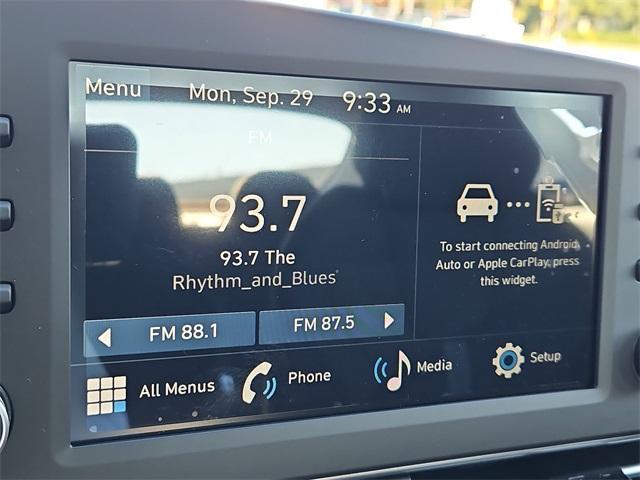 Menu
Mon, Sep. 29
9:33 AM
FM
93.7
93.7 The
Rhythm_and_Blues
FM 88.1
FM 87.5
To start connecting Android
Auto or Apple CarPlay, press
this widget.
All Menus
Phone
Media
Setup